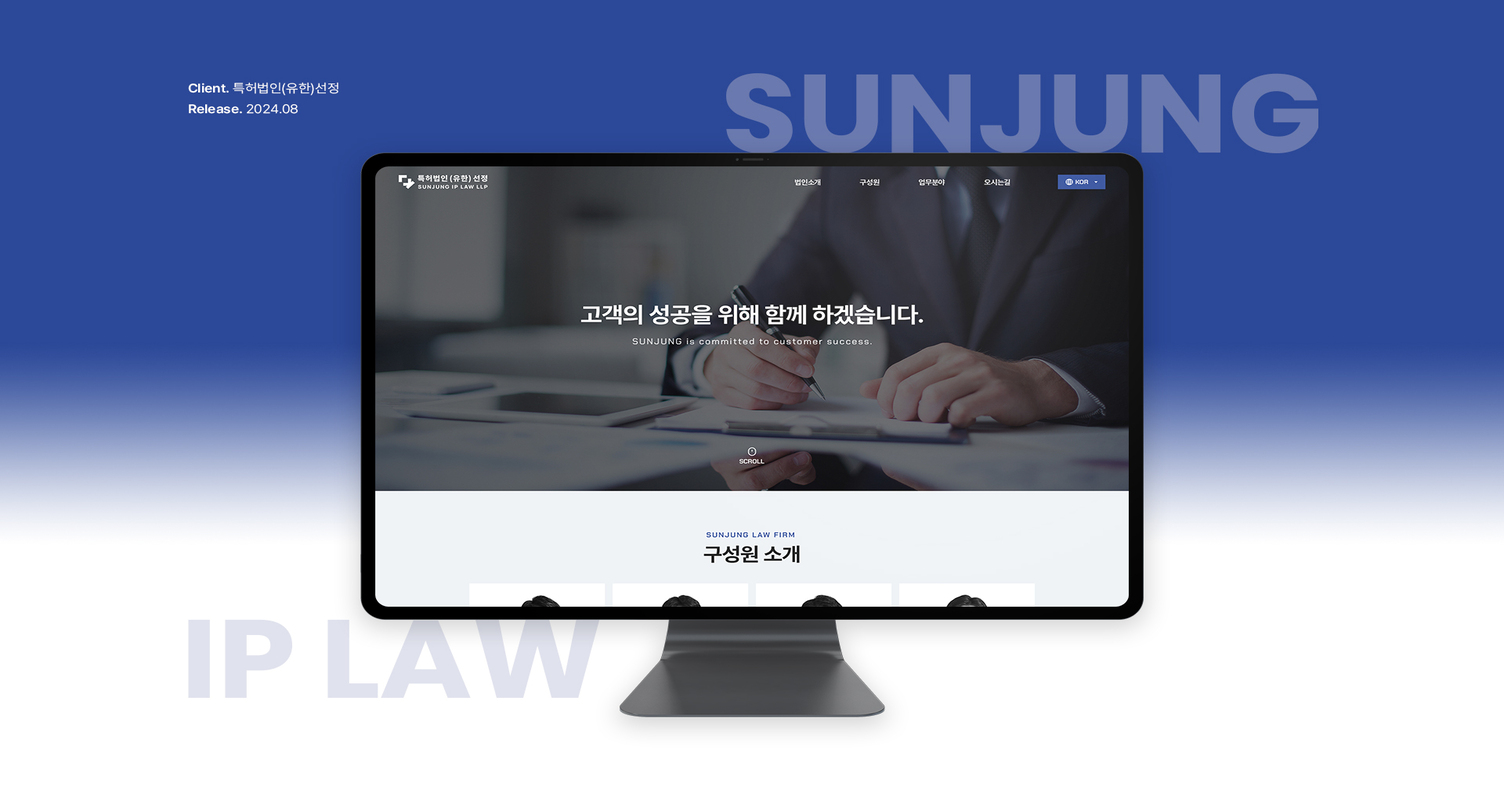 Client. 특허법인(유한)선정
Release. 2024.08
SUNJUNG
특허법인 (유한) 선정
SUNJUNG IP LAW LLP
법인소개 구성원 업무분야 오시는길 KOR
고객의 성공을 위해 함께 하겠습니다.
SUNJUNG is committed to customer success.
SCROLL
SUNJUNG LAW FIRM
구성원 소개
IP LAW